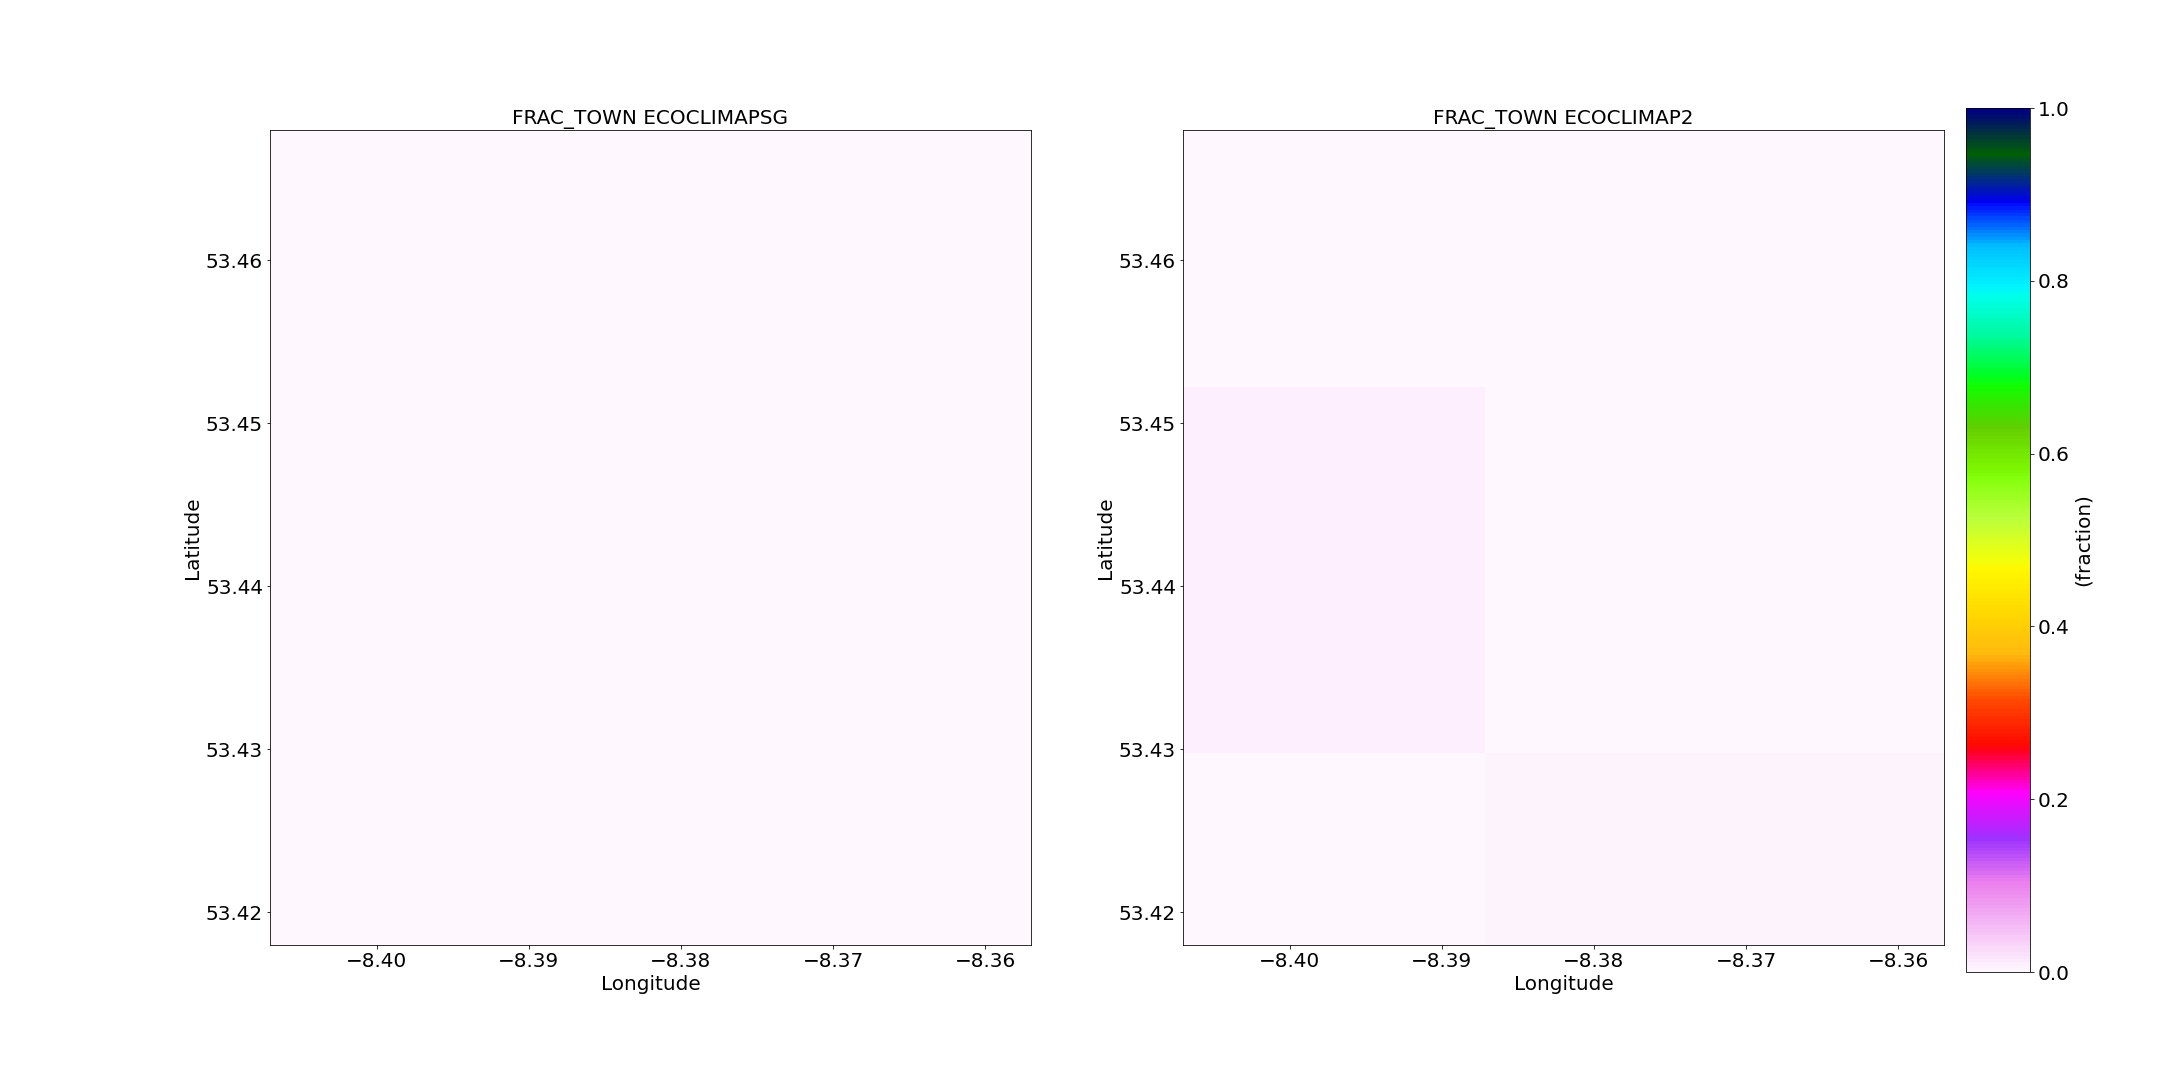 FRAC_TOWN ECOCLIMAPSG
53.46
53.45
53.44
53.43
53.42
Latitude
−8.40 −8.39 −8.38 −8.37 −8.36
Longitude
FRAC_TOWN ECOCLIMAP2
53.46
53.45
53.44
53.43
53.42
Latitude
−8.40 −8.39 −8.38 −8.37 −8.36
Longitude
1.0
0.8
0.6
0.4
0.2
0.0
(fraction)